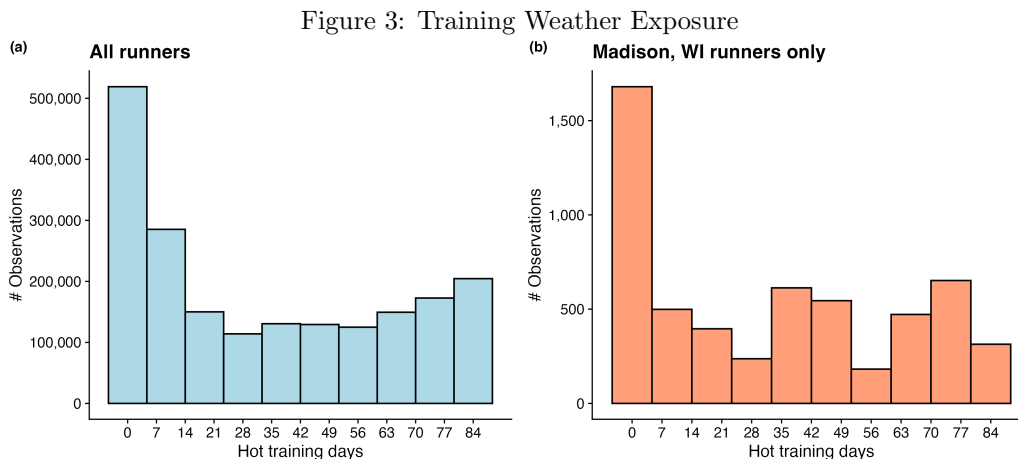 Figure 3: Training Weather Exposure
(a)
All runners
# Observations
500,000
400,000
300,000
200,000
100,000
0
0 7 14 21 28 35 42 49 56 63 70 77 84
Hot training days
(b)
Madison, WI runners only
# Observations
1,500
1,000
500
0
0 7 14 21 28 35 42 49 56 63 70 77 84
Hot training days